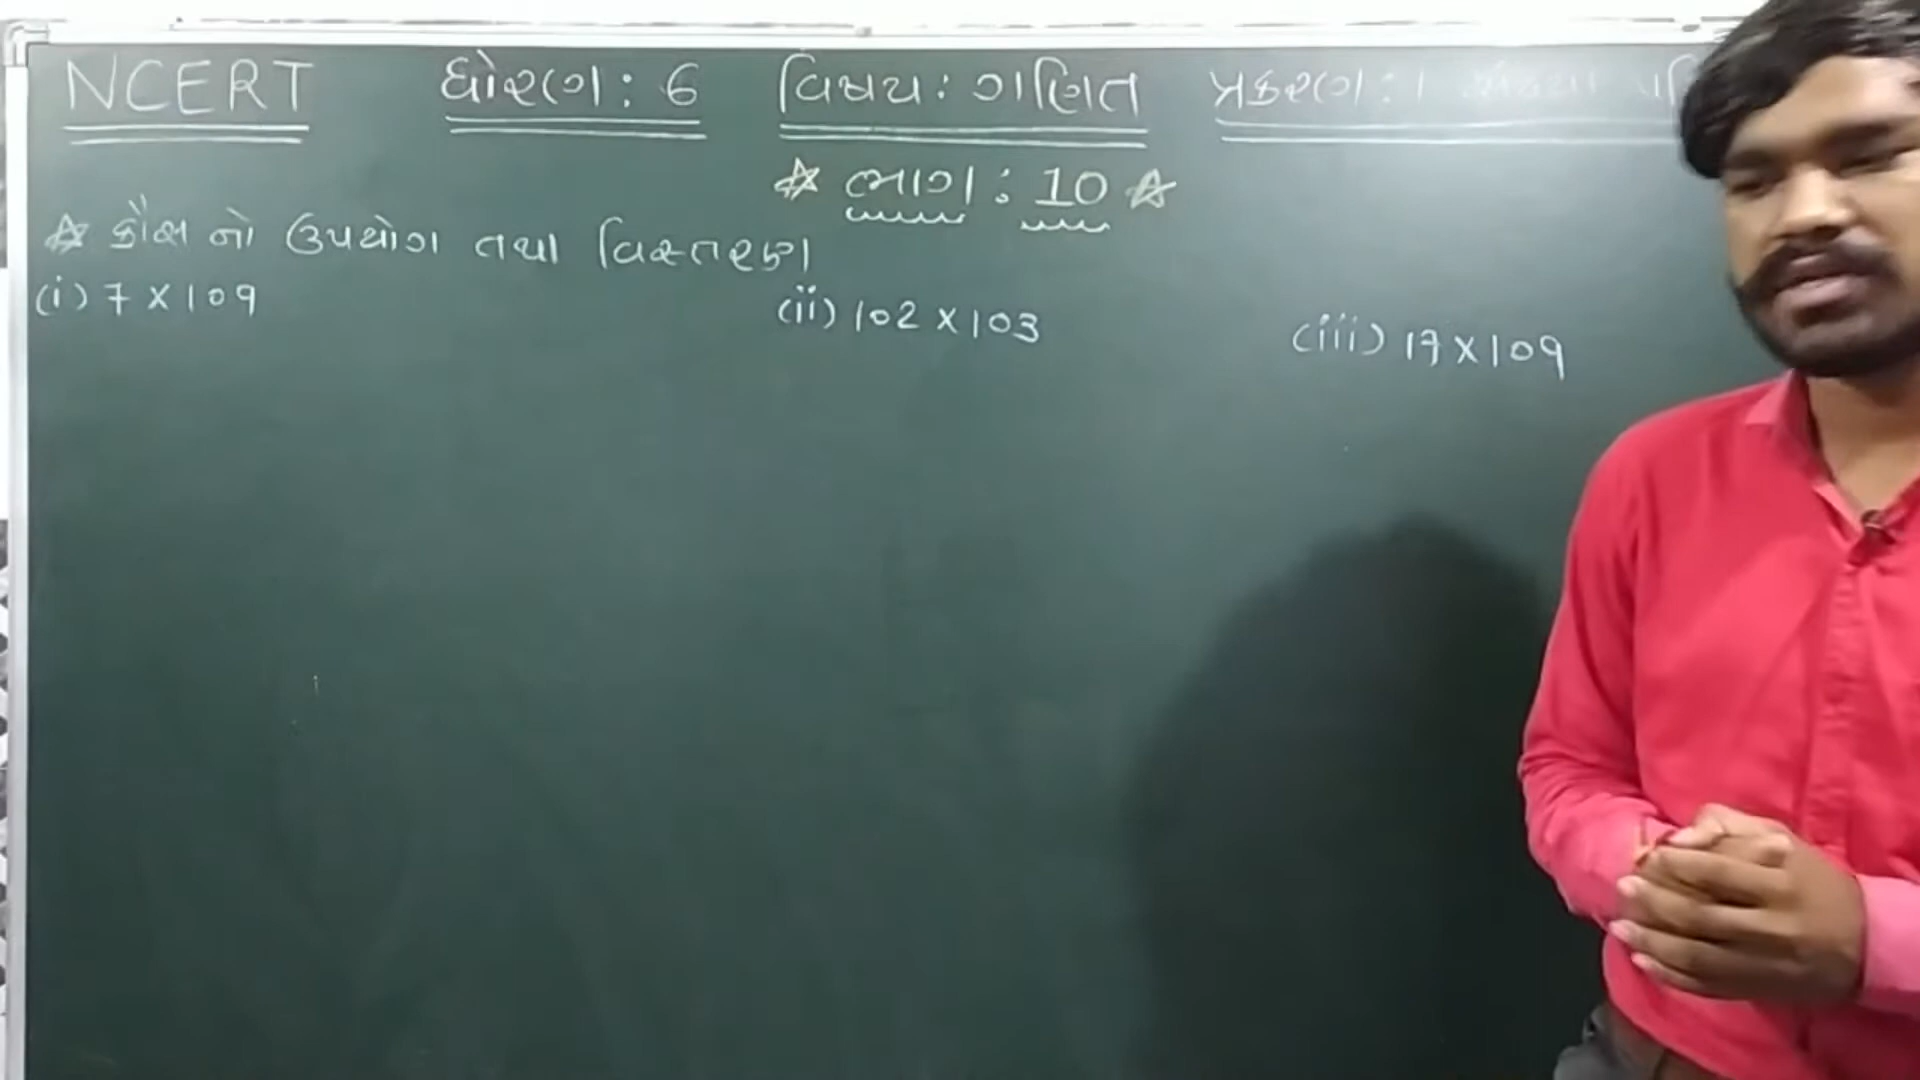 NCERT ધોરણ : 6 વિષય : ગણિત પ્રકરણ : 1
☆ ભાગ : 10 ☆
☆ કૌંસ નો ઉપયોગ તથા વિસ્તરણ
(i) 7 × 109 (ii) 102 × 103 (iii) 17 × 109